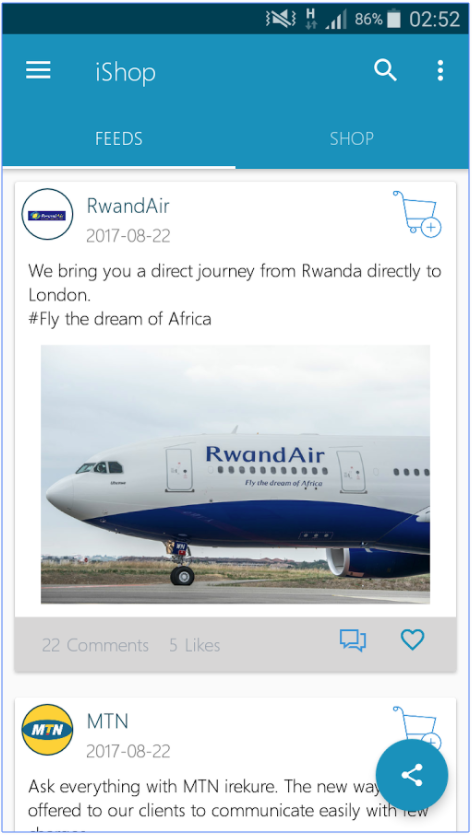 H 86% 02:52
iShop
FEEDS SHOP
RwandAir
2017-08-22
We bring you a direct journey from Rwanda directly to
London.
#Fly the dream of Africa
RwandAir
Fly the dream of Africa
22 Comments 5 Likes
MTN
MTN
2017-08-22
Ask everything with MTN irekure. The new way
offered to our clients to communicate easily with few